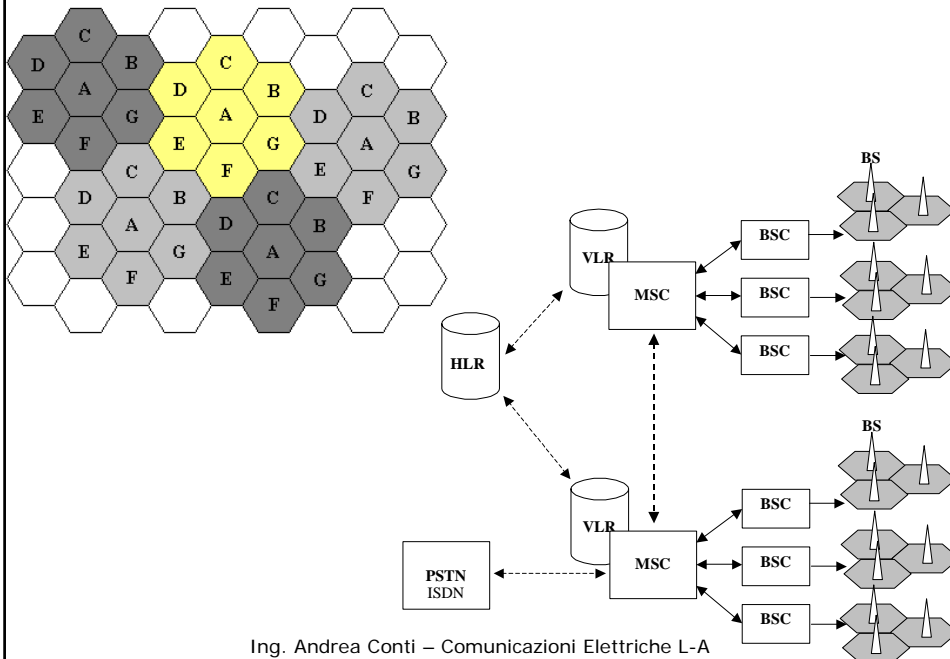 C
D B
A
E G
F
C
D B
A
E G
F
C
D B
A
E G
F
C
D B
A
E G
F
C
D B
A
E G
F
BS
BSC
VLR
MSC
BSC
BSC
HLR
BS
BSC
VLR
MSC
BSC
PSTN
ISDN
BSC
Ing. Andrea Conti – Comunicazioni Elettriche L-A